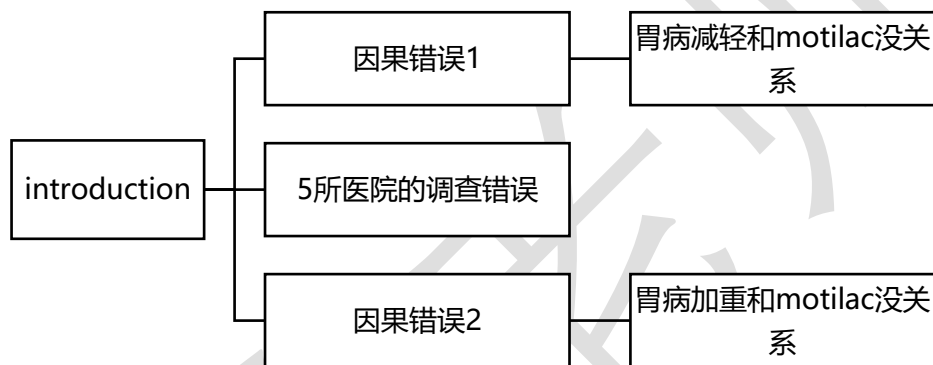 因果错误1
胃病减轻和motilac没关
系
introduction
5所医院的调查错误
因果错误2
胃病加重和motilac没关
系